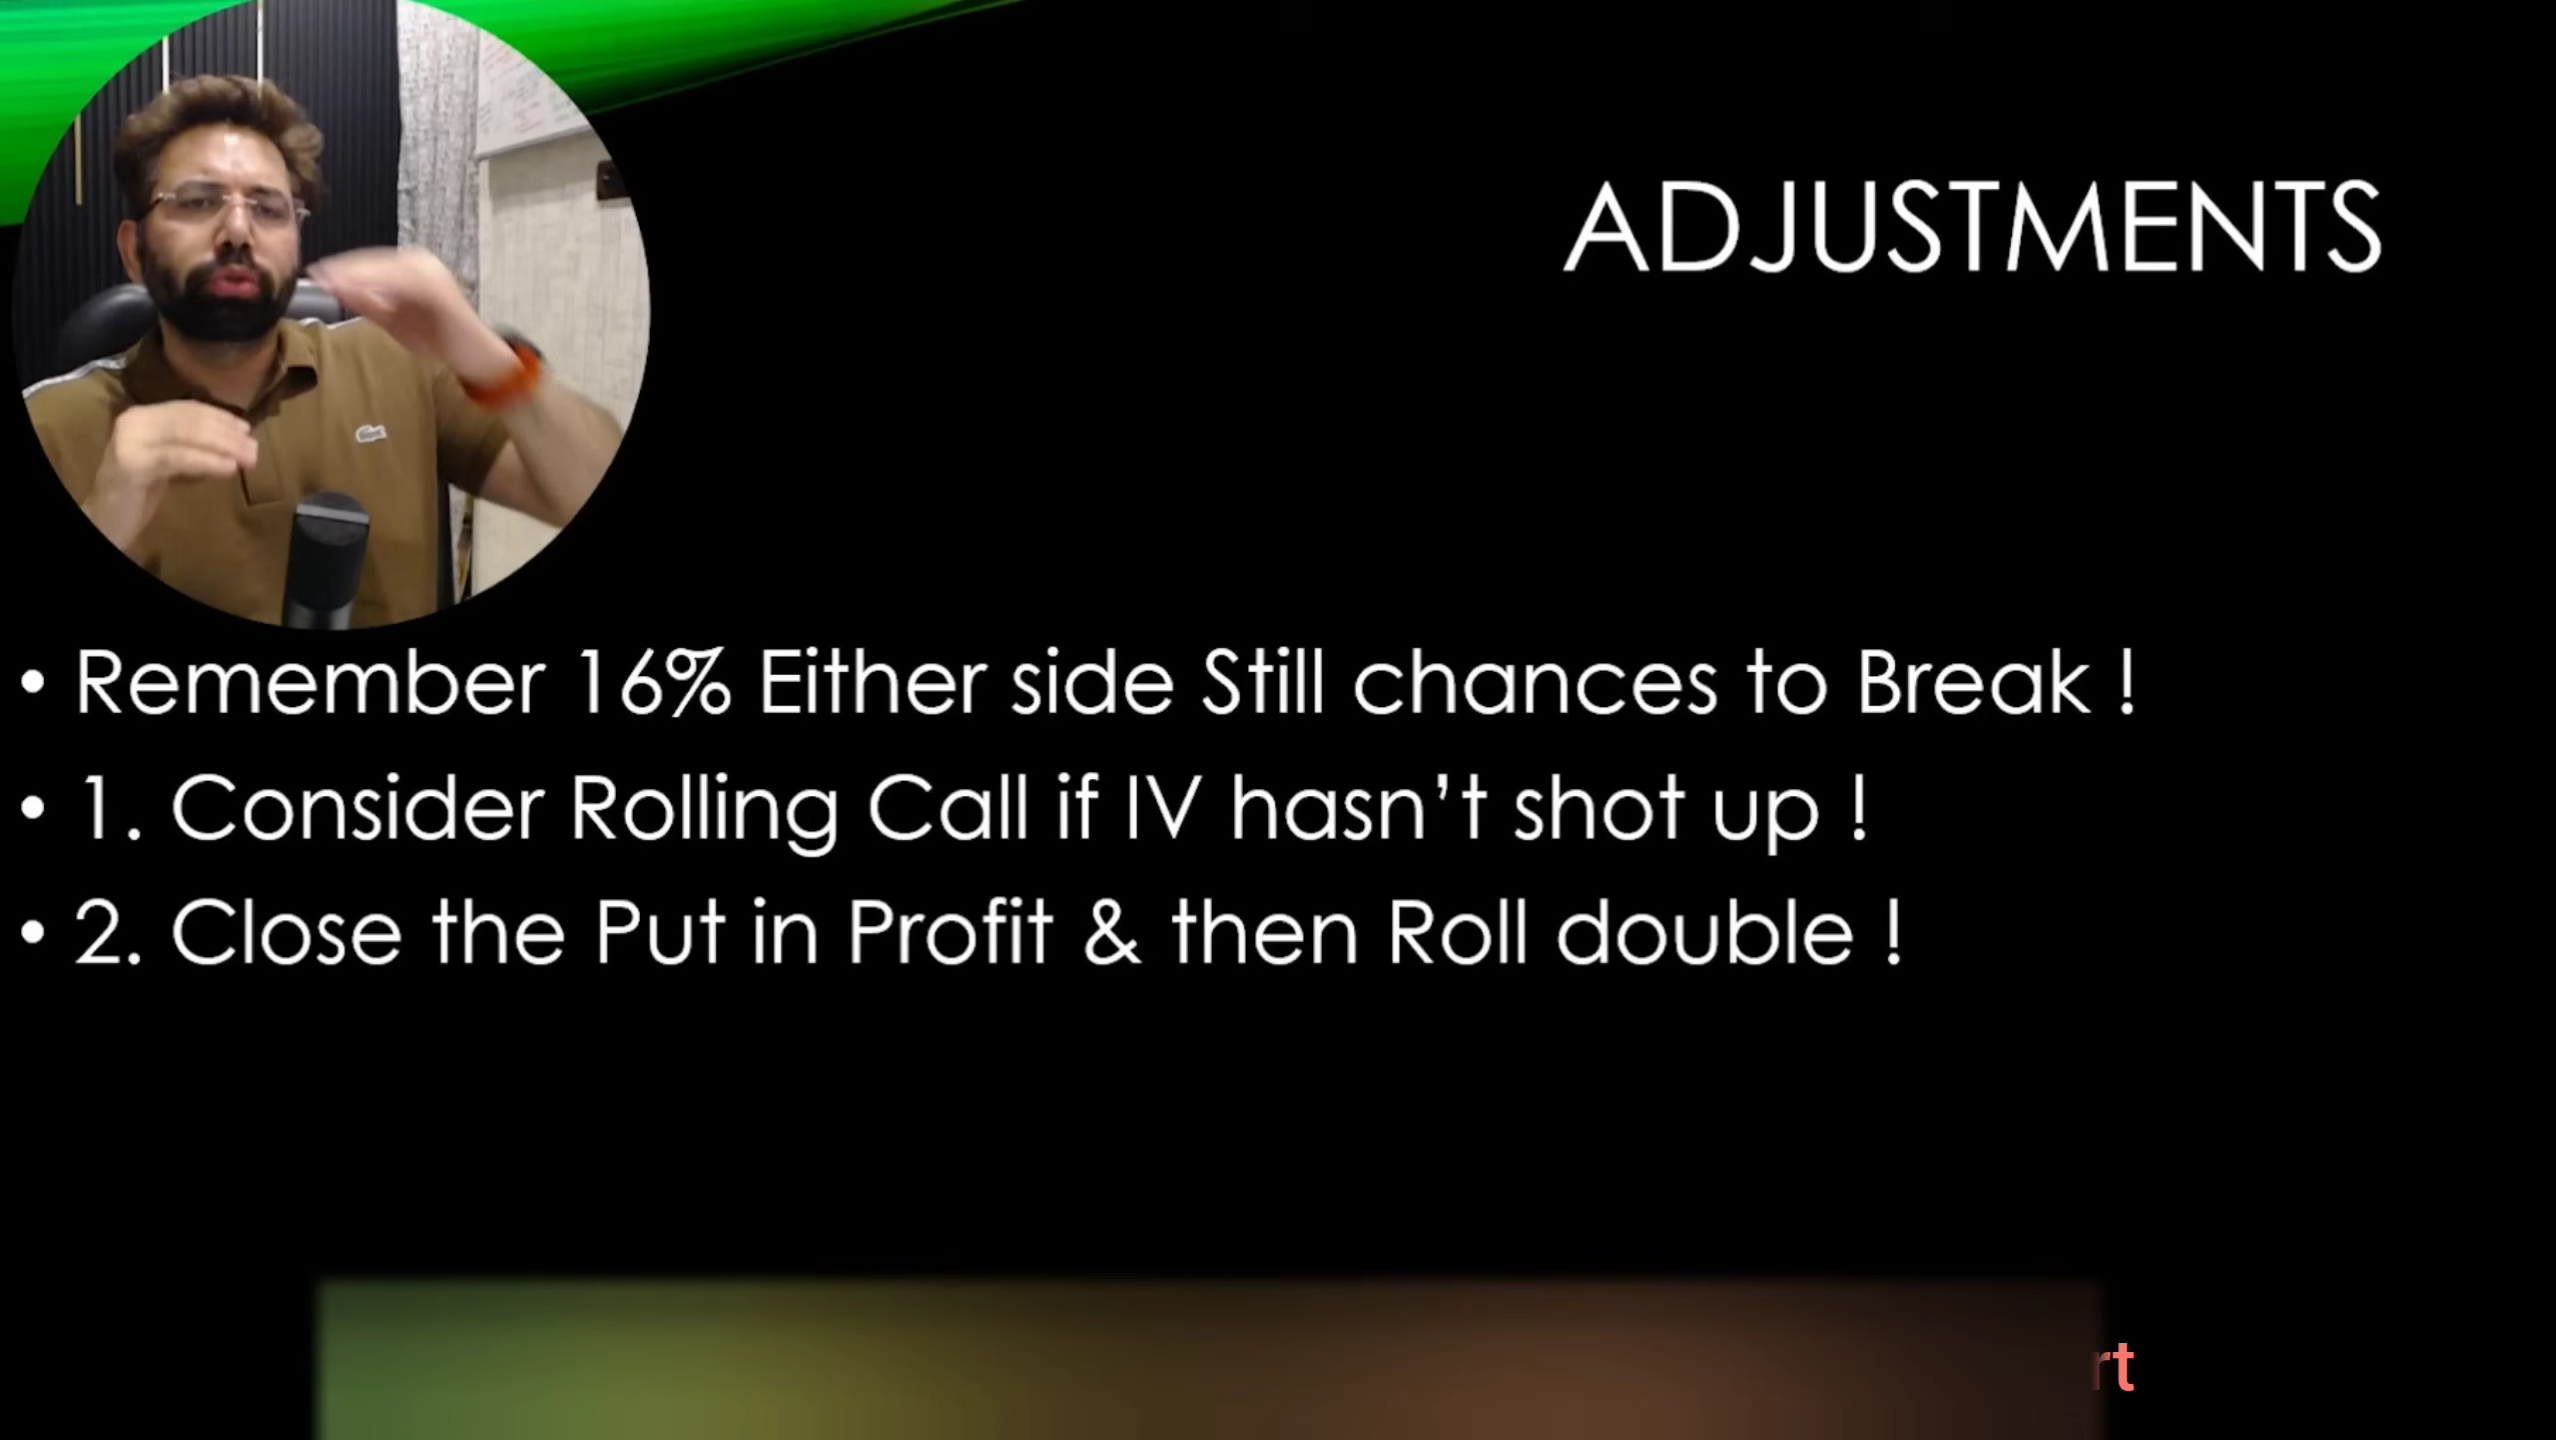 ADJUSTMENTS
• Remember 16% Either side Still chances to Break !
• 1. Consider Rolling Call if IV hasn’t shot up !
• 2. Close the Put in Profit & then Roll double !
rt